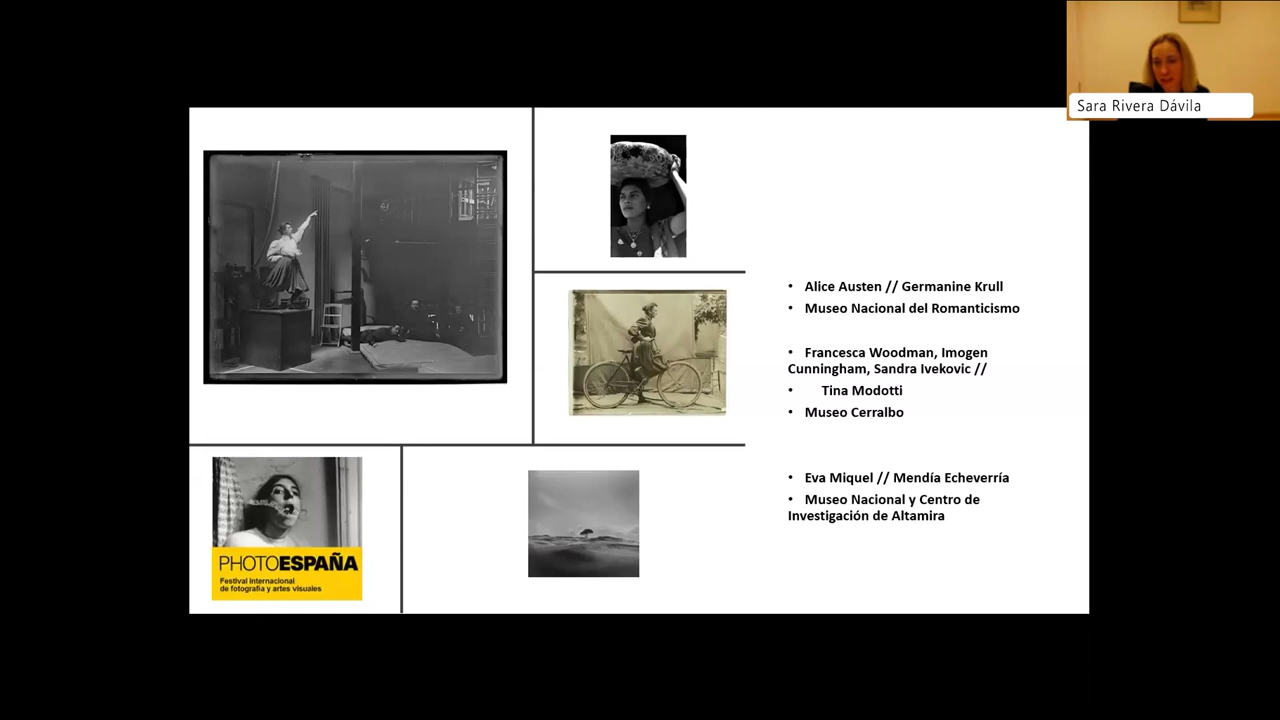 Sara Rivera Dávila
• Alice Austen // Germanine Krull
• Museo Nacional del Romanticismo
• Francesca Woodman, Imogen
Cunningham, Sandra Ivekovic //
• Tina Modotti
• Museo Cerralbo
• Eva Miquel // Mendía Echeverría
• Museo Nacional y Centro de
Investigación de Altamira
PHOTOESPAÑA
Festival internacional
de fotografía y artes visuales